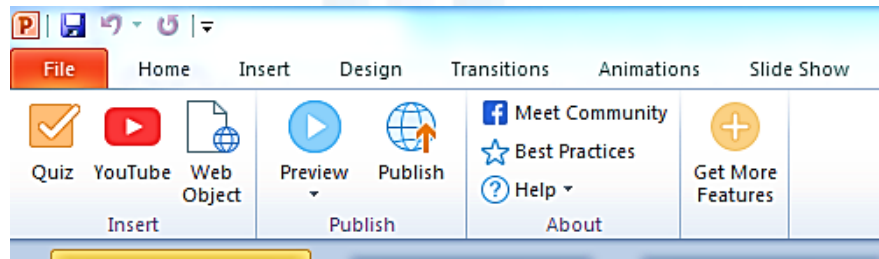 P
File Home Insert Design Transitions Animations Slide Show
Quiz YouTube Web Object Preview Publish
f Meet Community
Best Practices
? Help
Get More Features
Insert Publish About